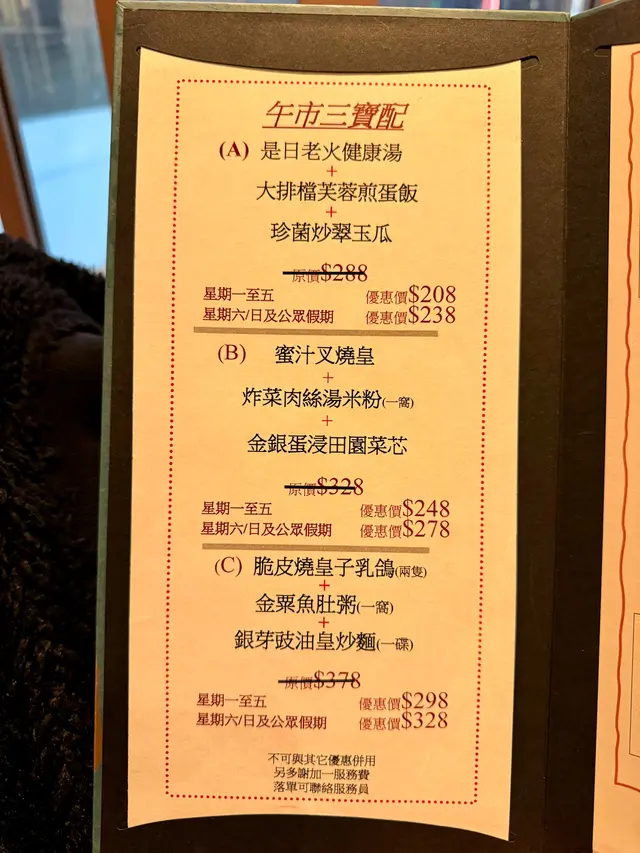 午市三寶配
(A) 是日老火健康湯
+
大排檔芙蓉煎蛋飯
+
珍菌炒翠玉瓜
原價$288
星期一至五 優惠價$208
星期六/日及公眾假期 優惠價$238
(B) 蜜汁叉燒皇
+
炸菜肉絲湯米粉(一窩)
+
金銀蛋浸田園菜芯
原價$328
星期一至五 優惠價$248
星期六/日及公眾假期 優惠價$278
(C) 脆皮燒皇子乳鴿(兩隻)
+
金粟魚肚粥(一窩)
+
銀芽豉油皇炒麵(一碟)
原價$378
星期一至五 優惠價$298
星期六/日及公眾假期 優惠價$328
不可與其它優惠併用
另多謝加一服務費
落單可聯絡服務員